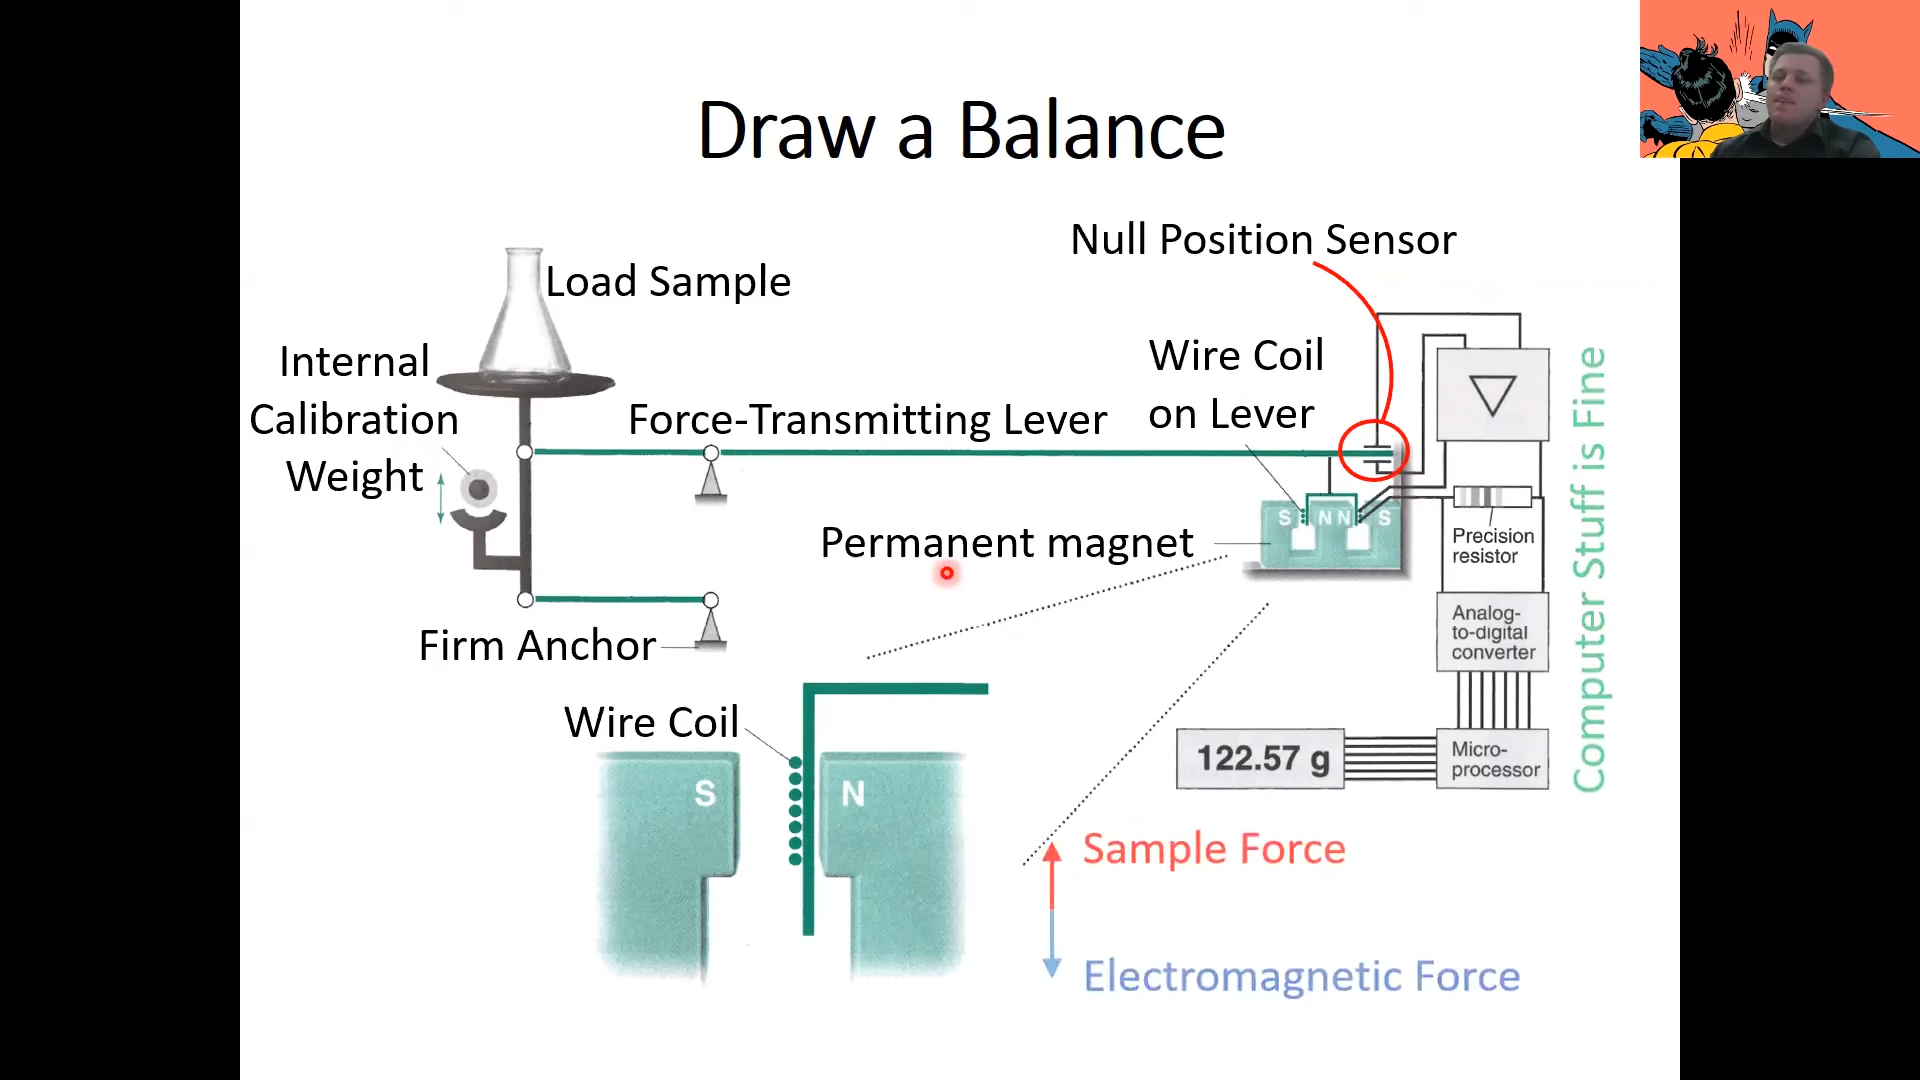 Draw a Balance
Null Position Sensor
Load Sample
Internal
Calibration
Weight
Force-Transmitting Lever
Wire Coil
on Lever
S N N S
Permanent magnet
Precision
resistor
Computer Stuff is Fine
Analog-
to-digital
converter
Firm Anchor
Wire Coil
S N
122.57 g
Micro-
processor
Sample Force
Electromagnetic Force